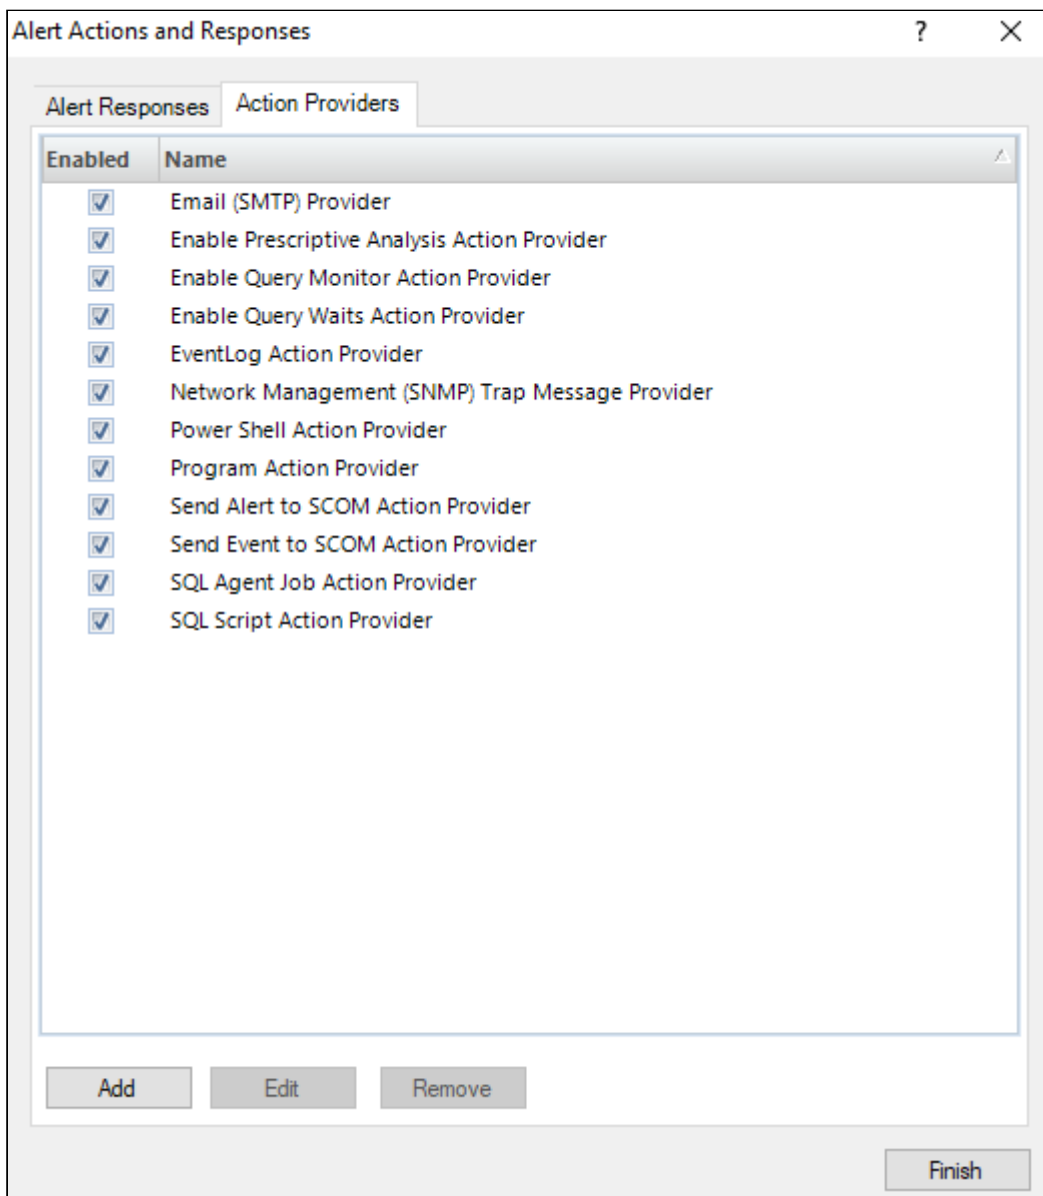 Alert Actions and Responses ?
Alert Responses Action Providers
Enabled Name
Email (SMTP) Provider
Enable Prescriptive Analysis Action Provider
Enable Query Monitor Action Provider
Enable Query Waits Action Provider
EventLog Action Provider
Network Management (SNMP) Trap Message Provider
Power Shell Action Provider
Program Action Provider
Send Alert to SCOM Action Provider
Send Event to SCOM Action Provider
SQL Agent Job Action Provider
SQL Script Action Provider
Add Edit Remove
Finish